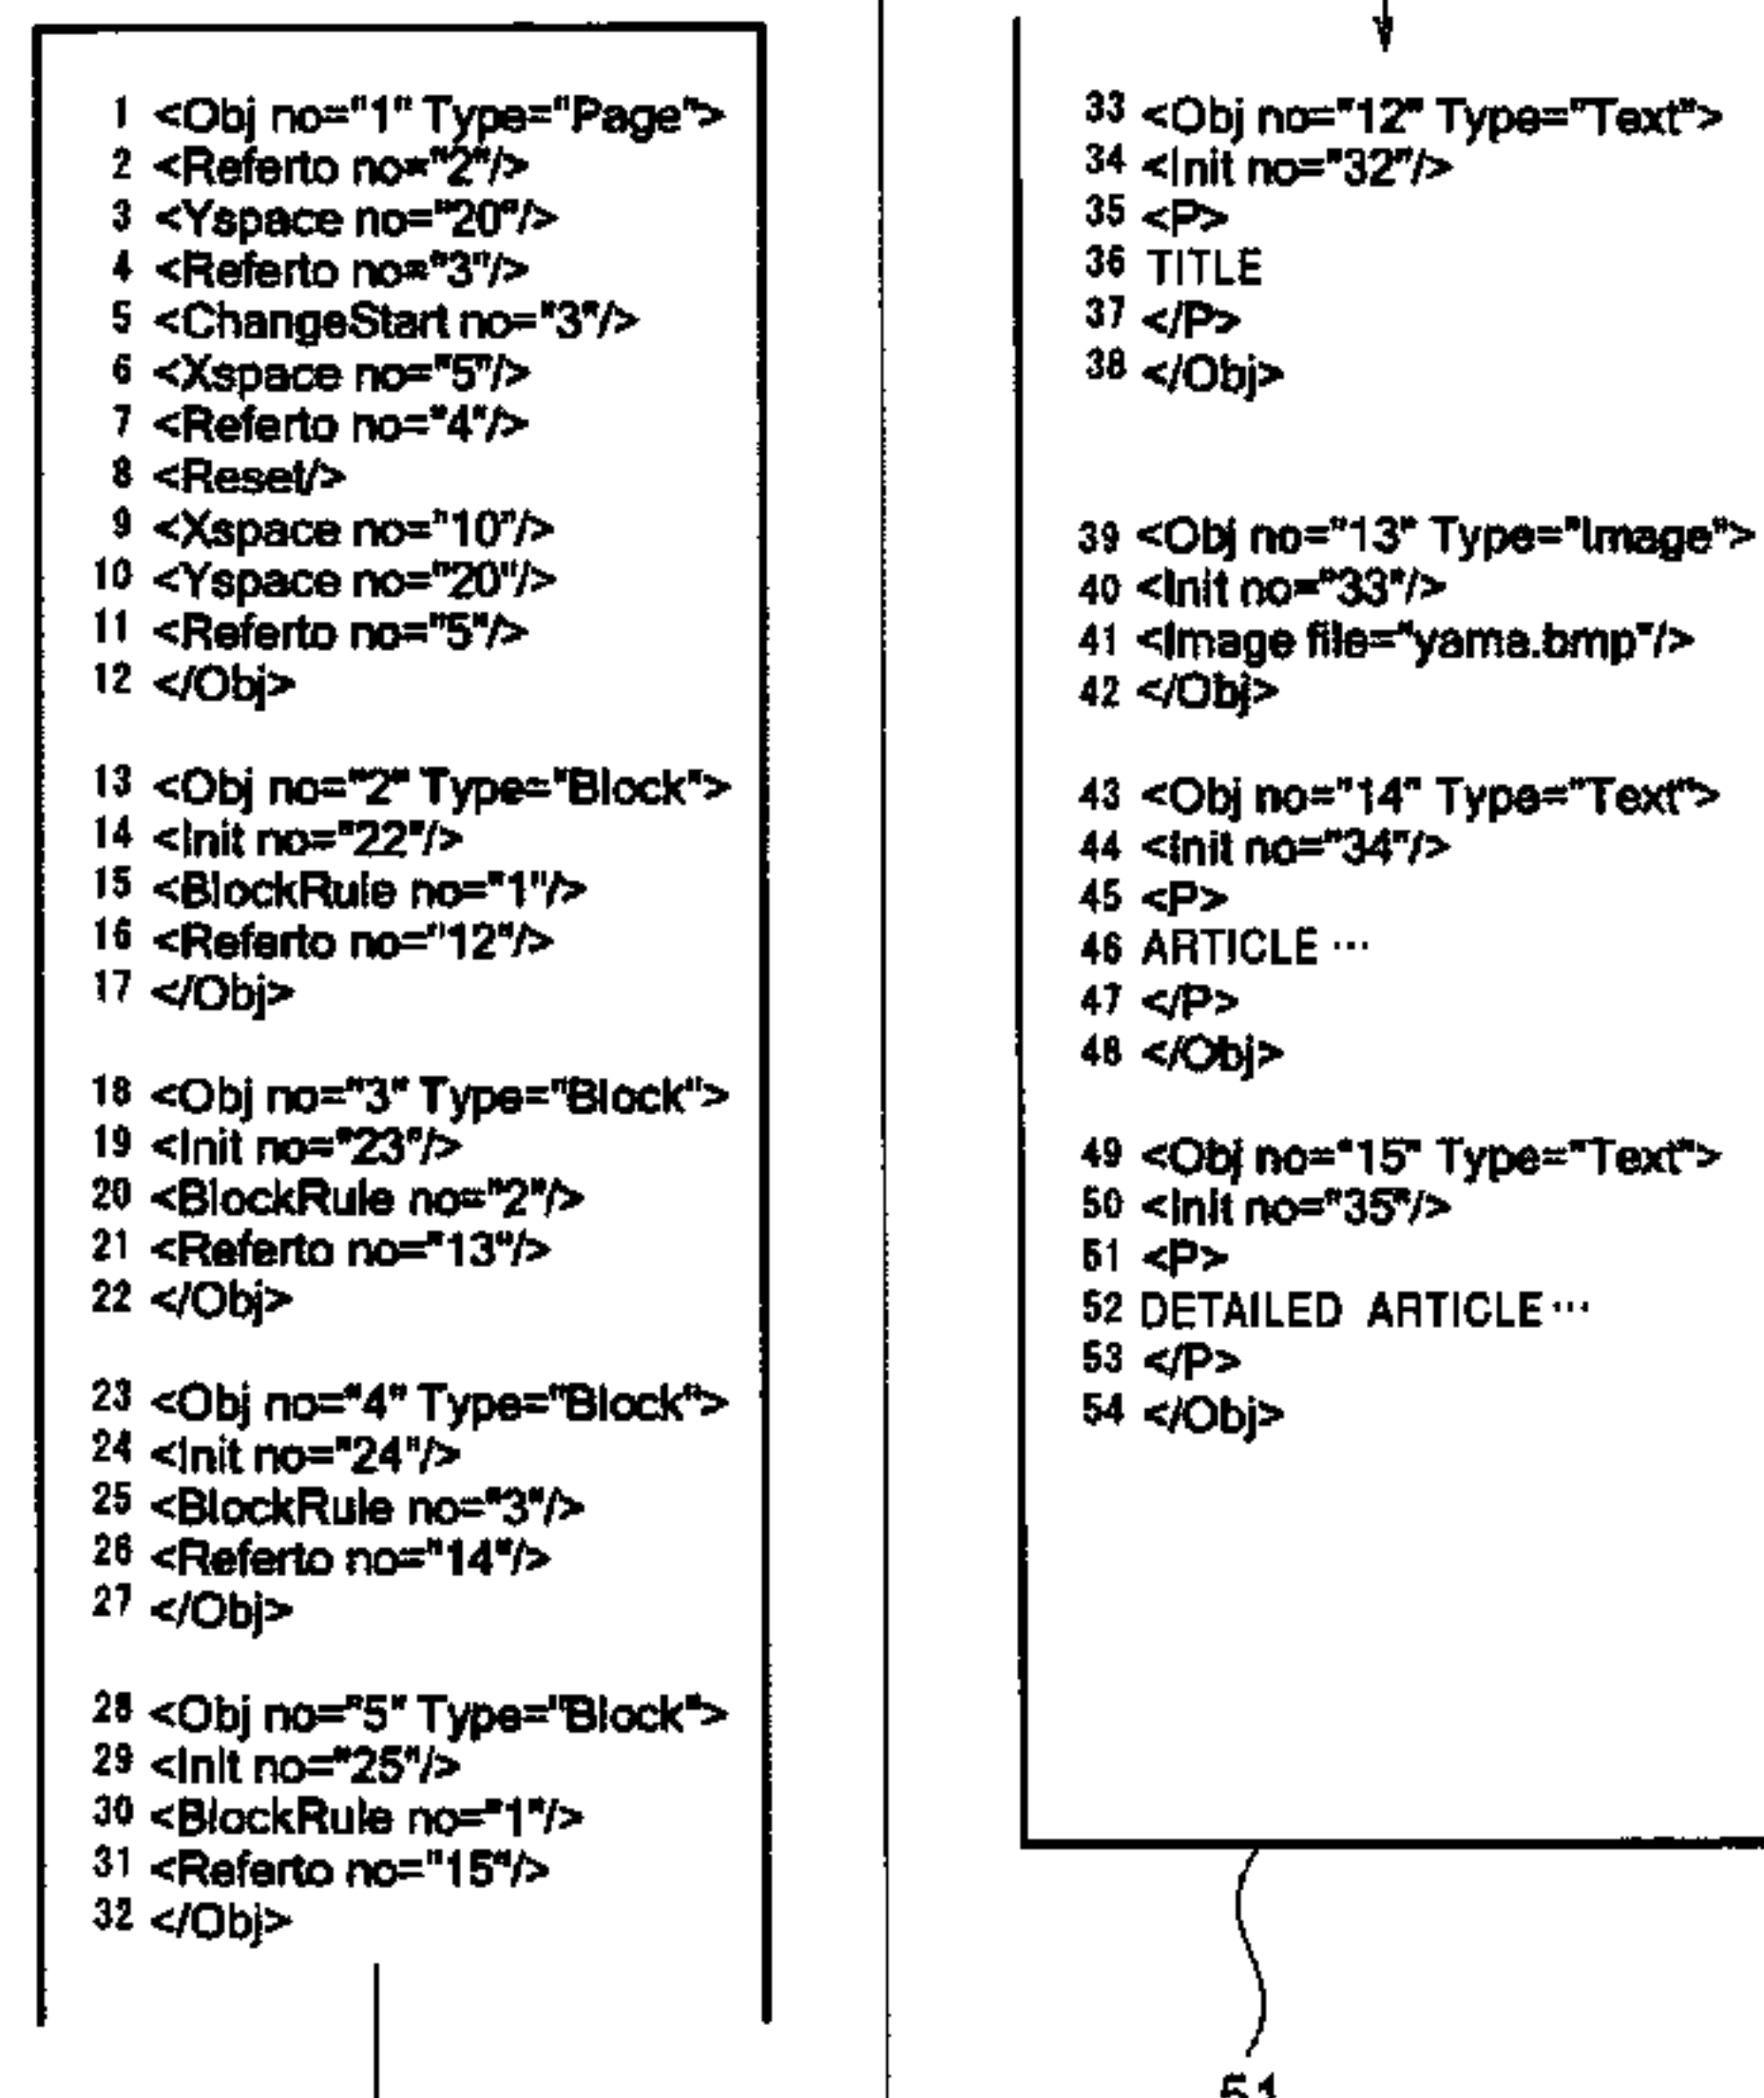 1 <Obj no="1" Type="Page">
2 <Referto no="2"/>
3 <Yspace no="20"/>
4 <Referto no="3"/>
5 <ChangeStart no="3"/>
6 <Xspace no="5"/>
7 <Referto no="4"/>
8 <Reset/>
9 <Xspace no="10"/>
10 <Yspace no="20"/>
11 <Referto no="5"/>
12 </Obj>
13 <Obj no="2" Type="Block">
14 <Init no="22"/>
15 <BlockRule no="1"/>
16 <Referto no="12"/>
17 </Obj>
18 <Obj no="3" Type="Block">
19 <Init no="23"/>
20 <BlockRule no="2"/>
21 <Referto no="13"/>
22 </Obj>
23 <Obj no="4" Type="Block">
24 <Init no="24"/>
25 <BlockRule no="3"/>
26 <Referto no="14"/>
27 </Obj>
28 <Obj no="5" Type="Block">
29 <Init no="25"/>
30 <BlockRule no="1"/>
31 <Referto no="15"/>
32 </Obj>
33 <Obj no="12" Type="Text">
34 <Init no="32"/>
35 <P>
36 TITLE
37 </P>
38 </Obj>
39 <Obj no="13" Type="Image">
40 <Init no="33"/>
41 <Image file="yama.bmp"/>
42 </Obj>
43 <Obj no="14" Type="Text">
44 <Init no="34"/>
45 <P>
46 ARTICLE ···
47 </P>
48 </Obj>
49 <Obj no="15" Type="Text">
50 <Init no="35"/>
51 <P>
52 DETAILED ARTICLE ···
53 </P>
54 </Obj>
51